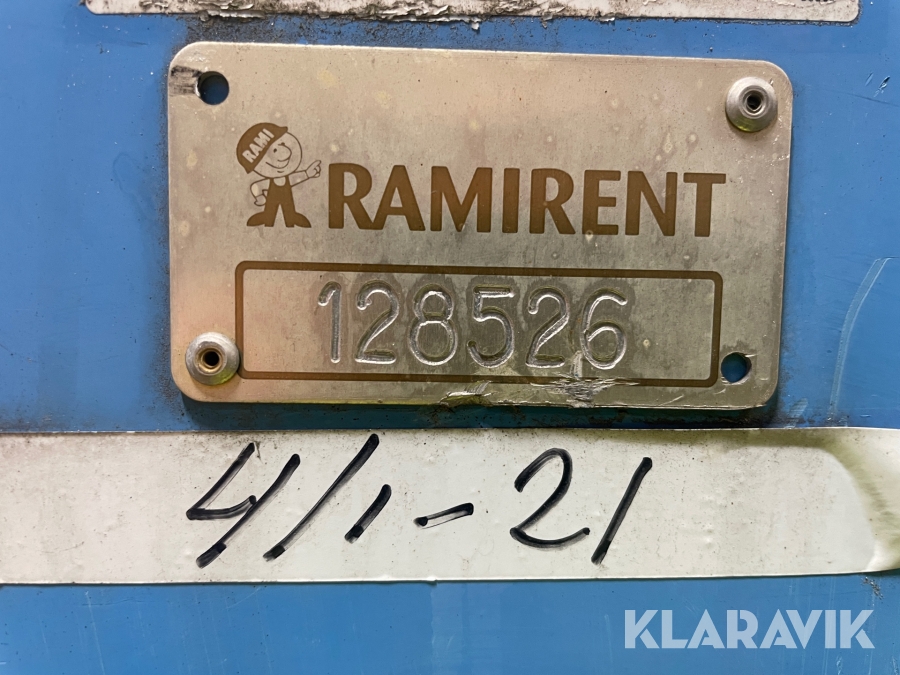 RAMI
RAMIRENT
128526
4/1-21
KLARAVIK